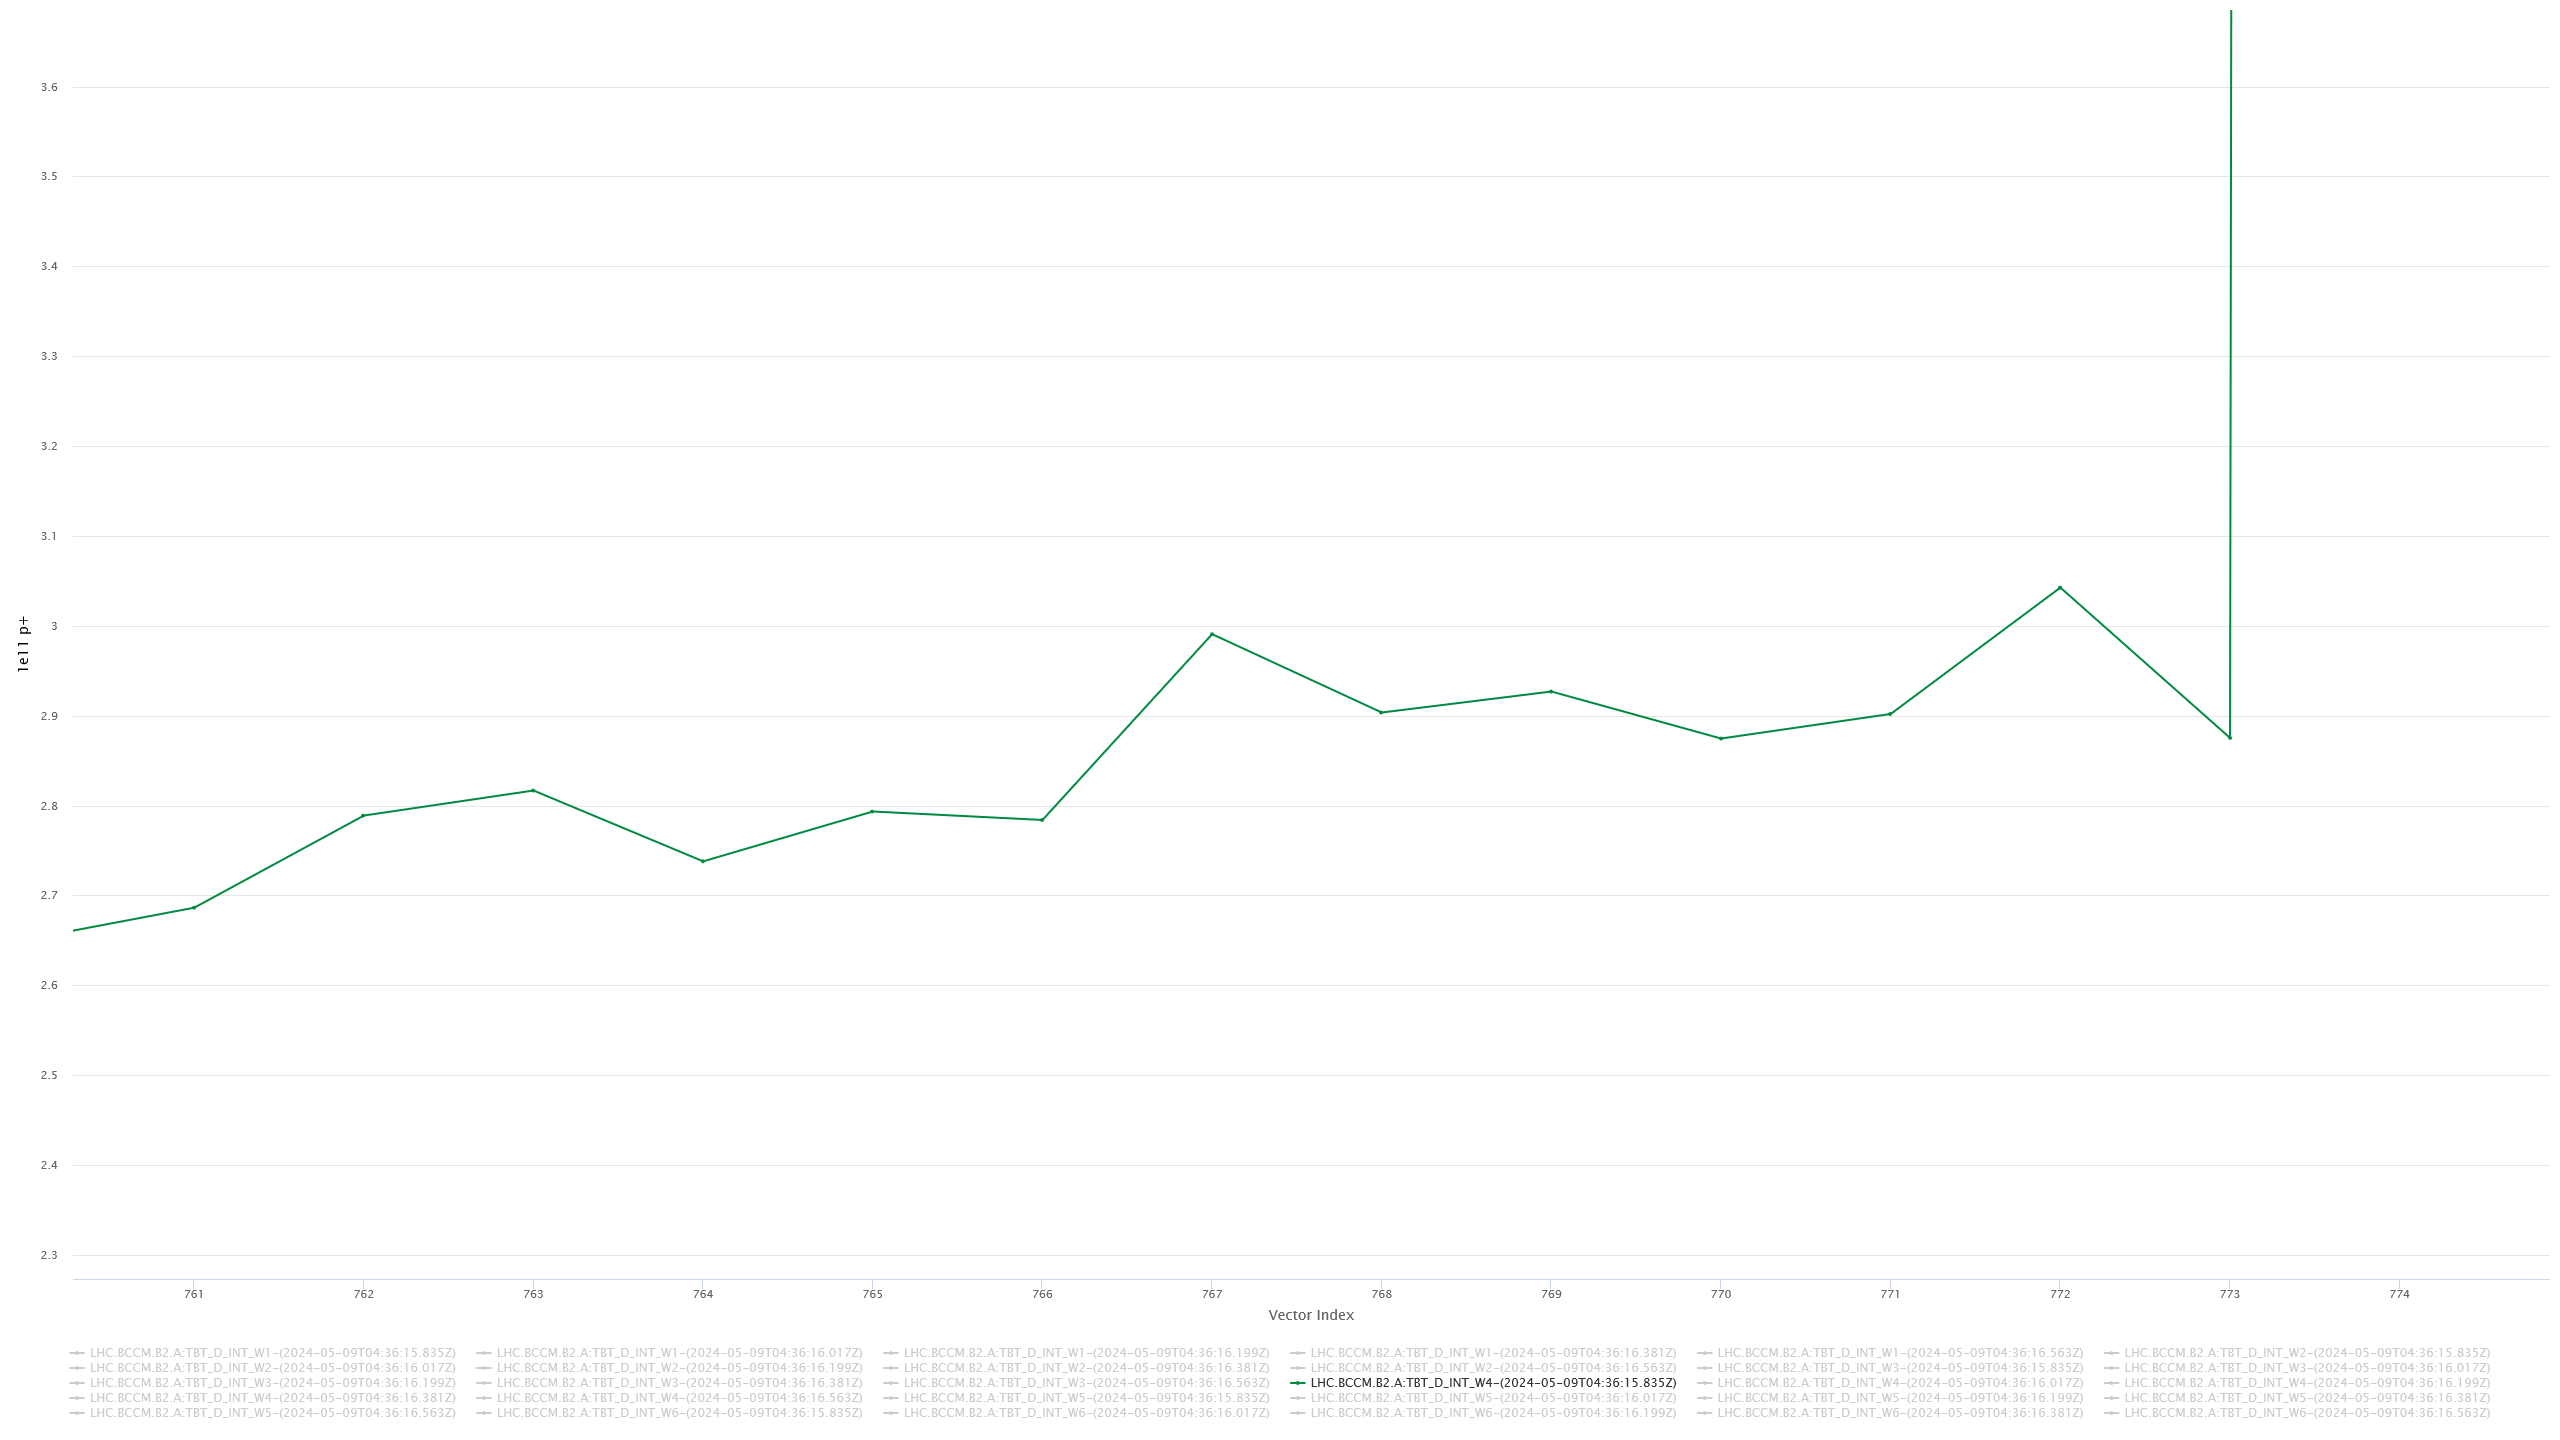 3.6
3.5
3.4
3.3
3.2
3.1
3
2.9
2.8
2.7
2.6
2.5
2.4
2.3
1e11 p+
761 762 763 764 765 766 767 768 769 770 771 772 773 774
Vector Index
LHC.BCCM.B2.A:TBT_D_INT_W1-(2024-05-09T04:36:15.835Z) LHC.BCCM.B2.A:TBT_D_INT_W1-(2024-05-09T04:36:16.017Z) LHC.BCCM.B2.A:TBT_D_INT_W1-(2024-05-09T04:36:16.199Z) LHC.BCCM.B2.A:TBT_D_INT_W1-(2024-05-09T04:36:16.381Z) LHC.BCCM.B2.A:TBT_D_INT_W1-(2024-05-09T04:36:16.563Z) LHC.BCCM.B2.A:TBT_D_INT_W2-(2024-05-09T04:36:15.835Z)
LHC.BCCM.B2.A:TBT_D_INT_W2-(2024-05-09T04:36:16.017Z) LHC.BCCM.B2.A:TBT_D_INT_W2-(2024-05-09T04:36:16.199Z) LHC.BCCM.B2.A:TBT_D_INT_W2-(2024-05-09T04:36:16.381Z) LHC.BCCM.B2.A:TBT_D_INT_W2-(2024-05-09T04:36:16.563Z) LHC.BCCM.B2.A:TBT_D_INT_W3-(2024-05-09T04:36:15.835Z) LHC.BCCM.B2.A:TBT_D_INT_W3-(2024-05-09T04:36:16.017Z)
LHC.BCCM.B2.A:TBT_D_INT_W3-(2024-05-09T04:36:16.199Z) LHC.BCCM.B2.A:TBT_D_INT_W3-(2024-05-09T04:36:16.381Z) LHC.BCCM.B2.A:TBT_D_INT_W3-(2024-05-09T04:36:16.563Z) LHC.BCCM.B2.A:TBT_D_INT_W4-(2024-05-09T04:36:15.835Z) LHC.BCCM.B2.A:TBT_D_INT_W4-(2024-05-09T04:36:16.017Z) LHC.BCCM.B2.A:TBT_D_INT_W4-(2024-05-09T04:36:16.199Z)
LHC.BCCM.B2.A:TBT_D_INT_W4-(2024-05-09T04:36:16.381Z) LHC.BCCM.B2.A:TBT_D_INT_W4-(2024-05-09T04:36:16.563Z) LHC.BCCM.B2.A:TBT_D_INT_W5-(2024-05-09T04:36:15.835Z) LHC.BCCM.B2.A:TBT_D_INT_W5-(2024-05-09T04:36:16.017Z) LHC.BCCM.B2.A:TBT_D_INT_W5-(2024-05-09T04:36:16.199Z) LHC.BCCM.B2.A:TBT_D_INT_W5-(2024-05-09T04:36:16.381Z)
LHC.BCCM.B2.A:TBT_D_INT_W5-(2024-05-09T04:36:16.563Z) LHC.BCCM.B2.A:TBT_D_INT_W6-(2024-05-09T04:36:15.835Z) LHC.BCCM.B2.A:TBT_D_INT_W6-(2024-05-09T04:36:16.017Z) LHC.BCCM.B2.A:TBT_D_INT_W6-(2024-05-09T04:36:16.199Z) LHC.BCCM.B2.A:TBT_D_INT_W6-(2024-05-09T04:36:16.381Z) LHC.BCCM.B2.A:TBT_D_INT_W6-(2024-05-09T04:36:16.563Z)